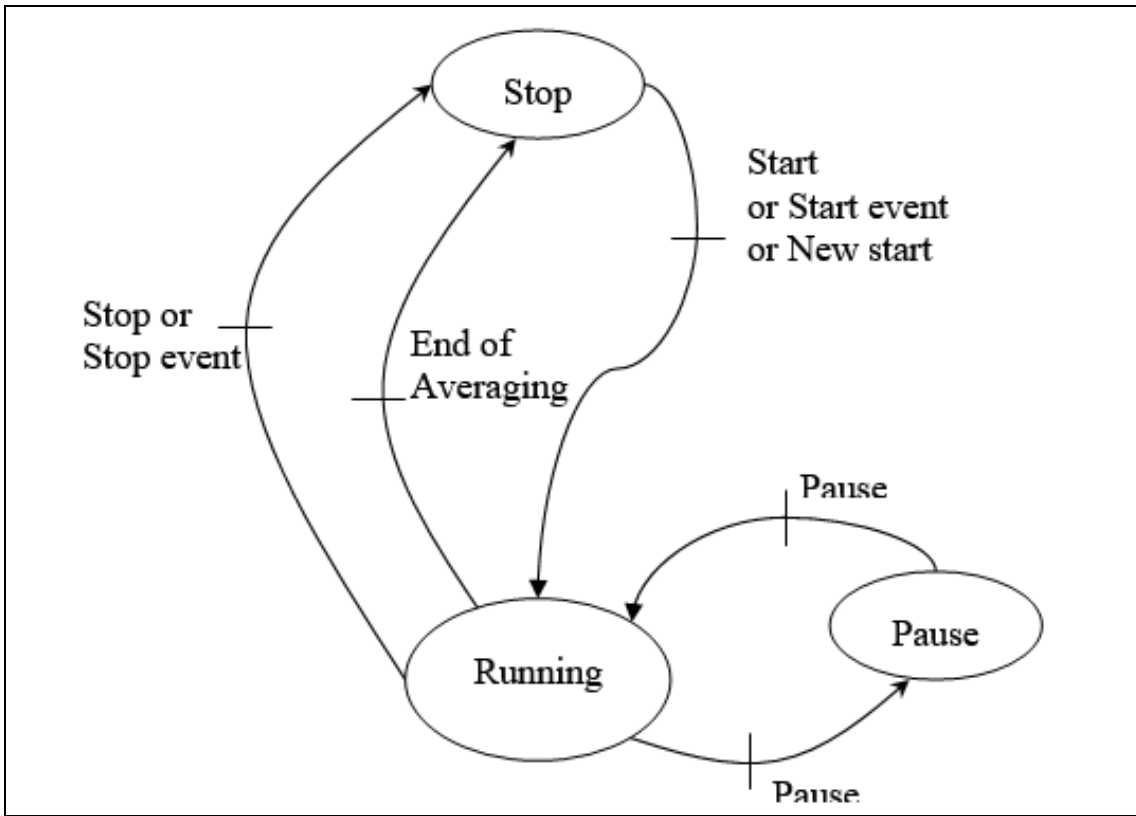 Stop
Start
or Start event
or New start
Stop or
Stop event
End of
Averaging
Pause
Pause
Running
Pause